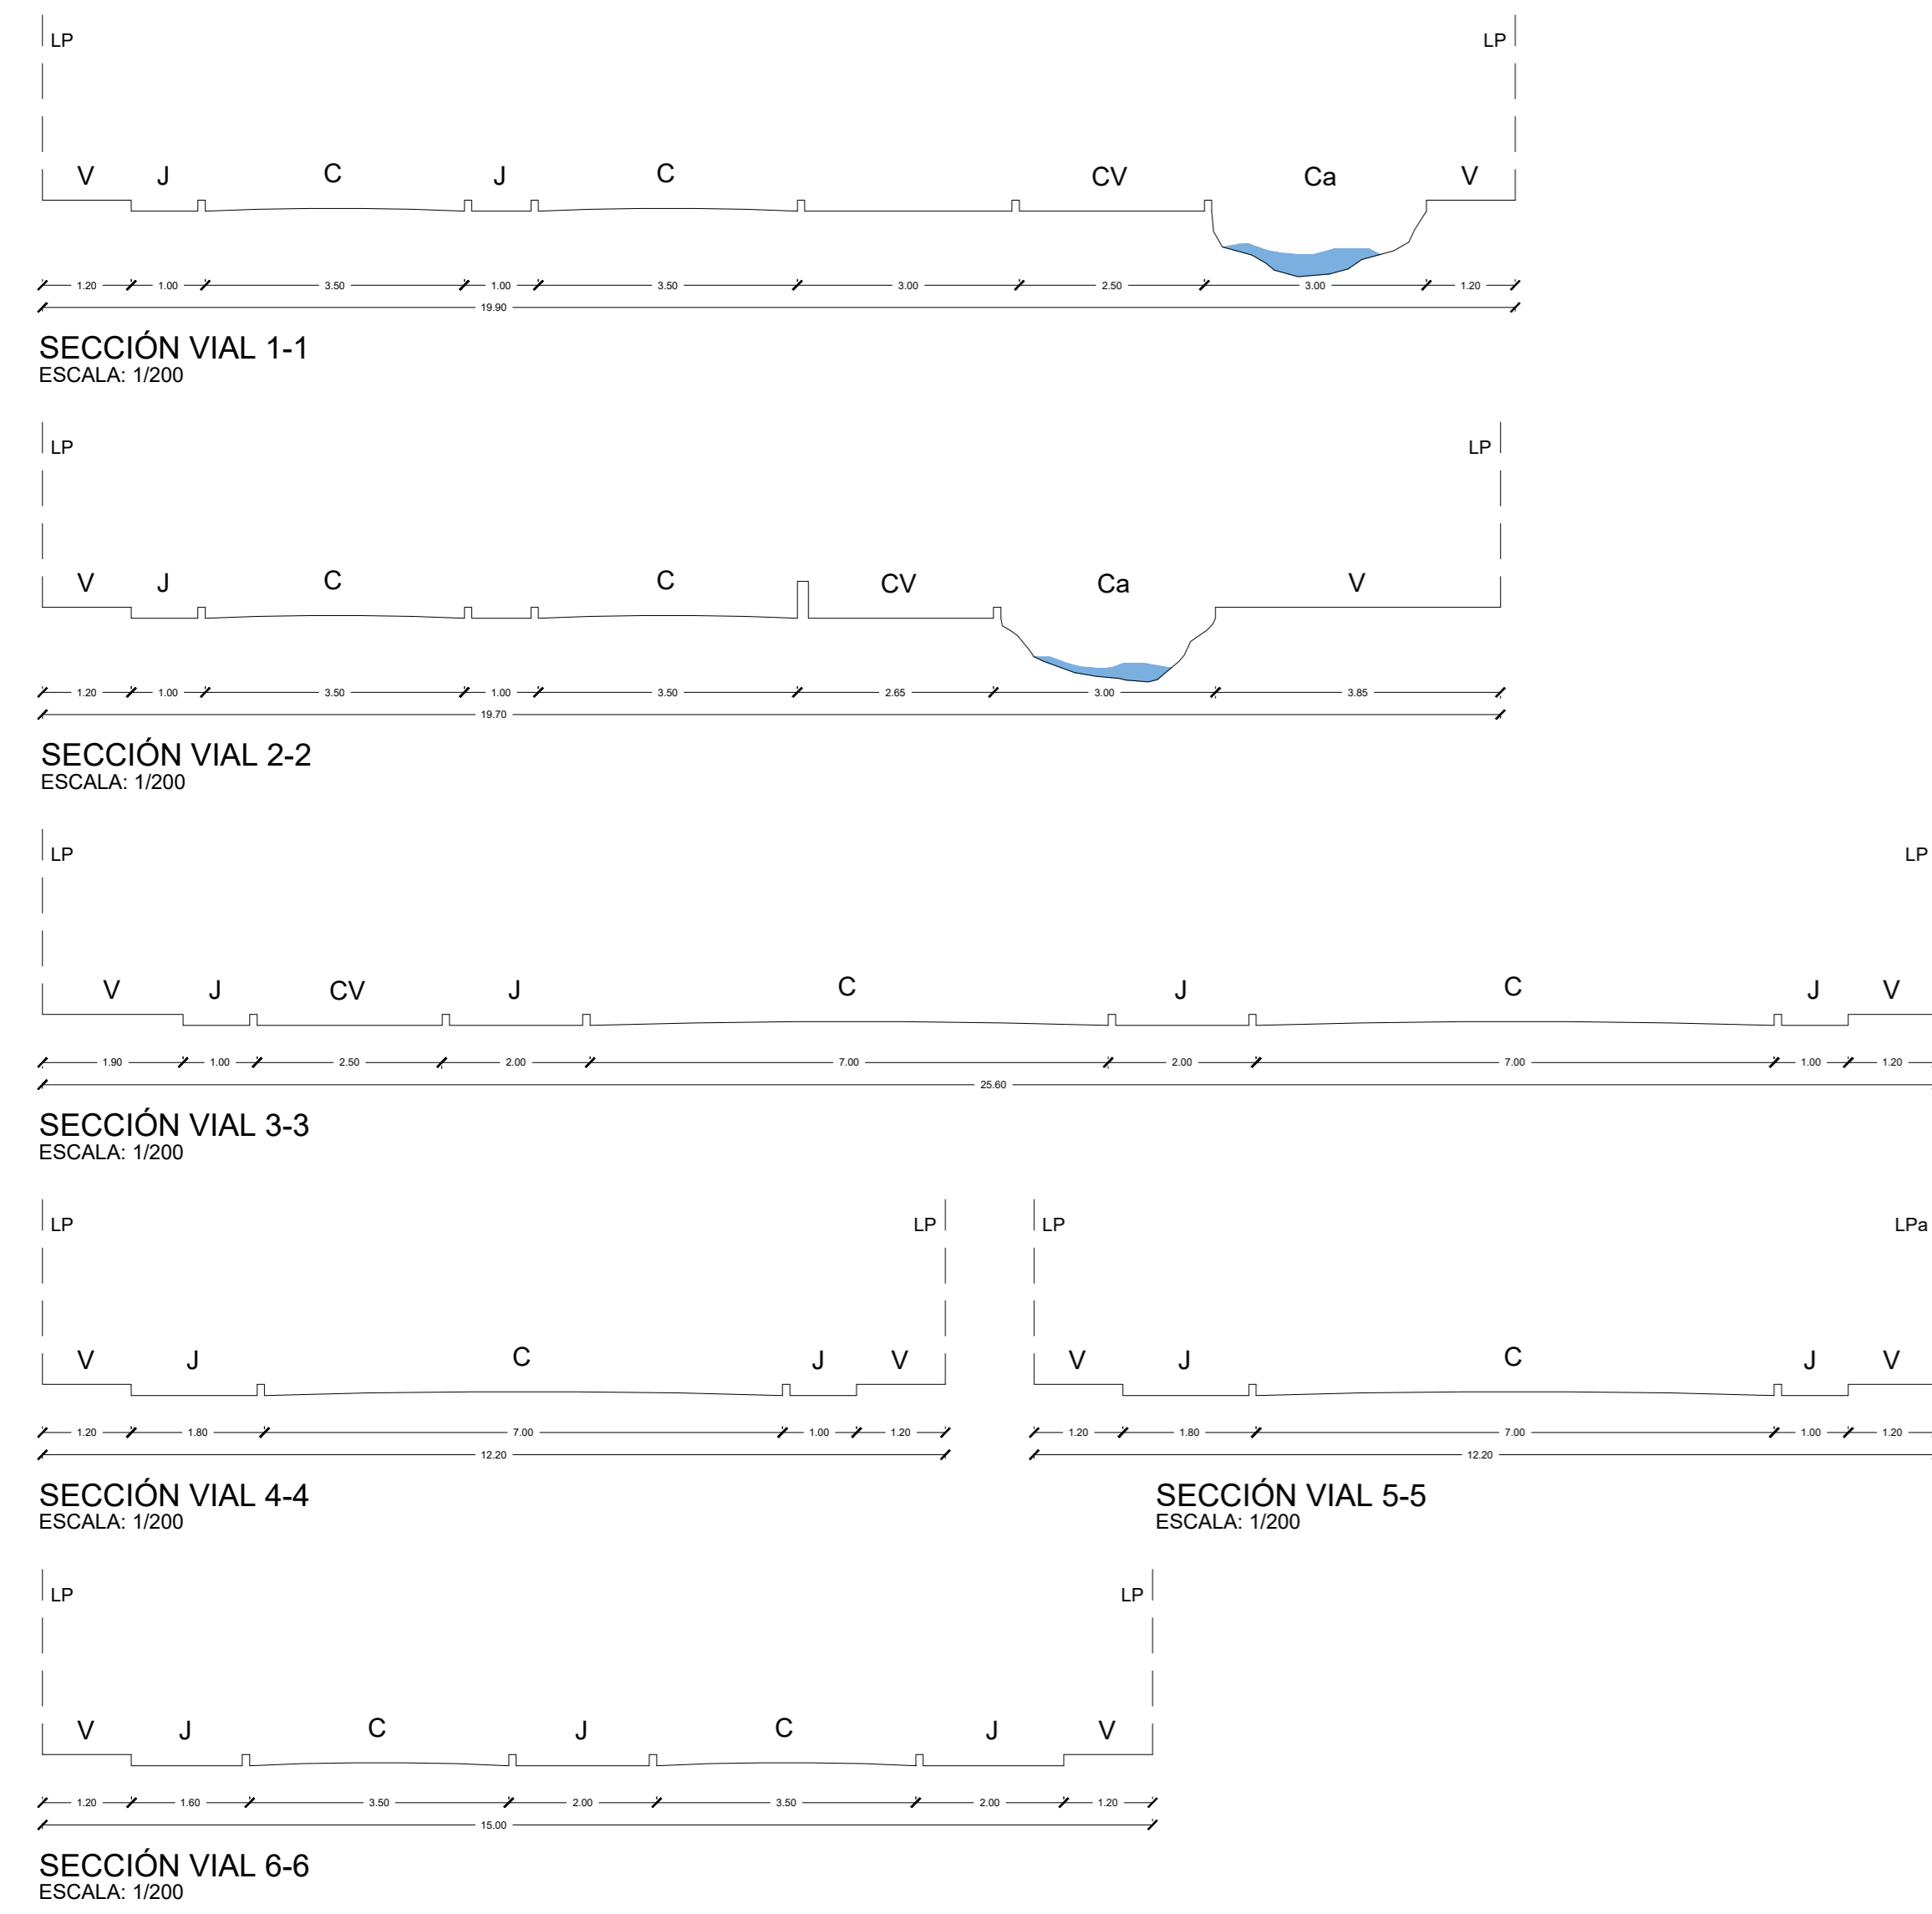 LP LP
V J C J C CV Ca V
1.20 1.00 3.50 1.00 3.50 3.00 2.50 3.00 1.20
19.90
SECCIÓN VIAL 1-1
ESCALA: 1/200
LP LP
V J C C CV Ca V
1.20 1.00 3.50 1.00 3.50 2.65 3.00 3.85
19.70
SECCIÓN VIAL 2-2
ESCALA: 1/200
LP LP
V J CV J C J C J V
1.90 1.00 2.50 2.00 7.00 2.00 7.00 1.00 1.20
25.60
SECCIÓN VIAL 3-3
ESCALA: 1/200
LP LP
V J C J V
1.20 1.80 7.00 1.00 1.20
12.20
SECCIÓN VIAL 4-4
ESCALA: 1/200
LP LPa
V J C J V
1.20 1.80 7.00 1.00 1.20
12.20
SECCIÓN VIAL 5-5
ESCALA: 1/200
LP LP
V J C J C J V
1.20 1.60 3.50 2.00 3.50 2.00 1.20
15.00
SECCIÓN VIAL 6-6
ESCALA: 1/200